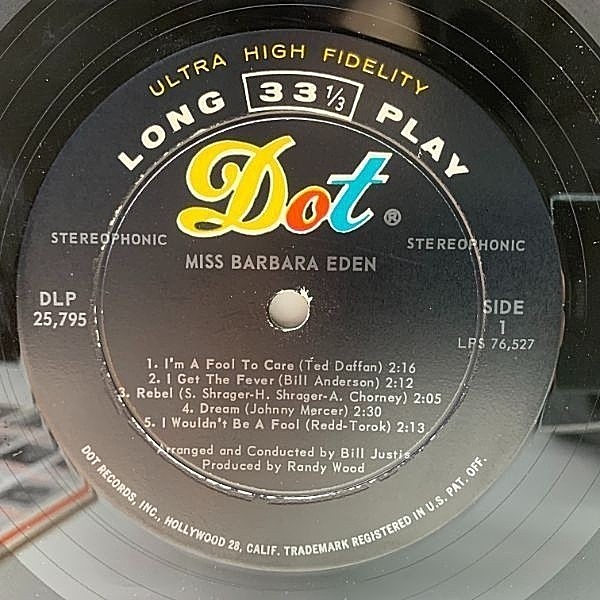 ULTRA HIGH FIDELITY
LONG 33 1/3 PLAY
Dot®
STEREOPHONIC STEREOPHONIC
MISS BARBARA EDEN
DLP
25,795
SIDE
1
LPS 76,527
1. I'm A Fool To Care (Ted Daffan) 2:16
2. I Get The Fever (Bill Anderson) 2:12
3. Rebel (S. Shrager-H. Shrager-A. Chorney) 2:05
4. Dream (Johnny Mercer) 2:30
5. I Wouldn't Be A Fool (Redd-Torok) 2:13
Arranged and Conducted by Bill Justis
Produced by Randy Wood
DOT RECORDS, INC., HOLLYWOOD 28, CALIF. TRADEMARK REGISTERED IN U.S. PAT. OFF.